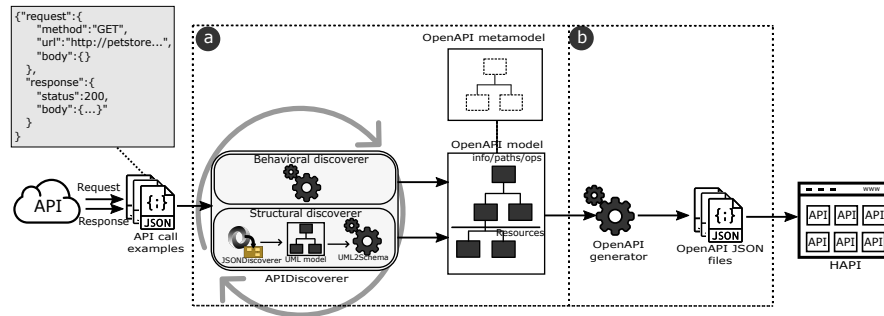 {"request":{
"method":"GET",
"url":"http://petstore...",
"body":{}
},
"response":{
"status":200,
"body":{...}"
}
}
API
Request
Response
{;}
JSON
API call
examples
a
Behavioral discoverer
Structural discoverer
JSONDiscoverer
UML model
UML2Schema
APIDiscoverer
OpenAPI metamodel
OpenAPI model
info/paths/ops
Resources
b
OpenAPI
generator
{;}
JSON
OpenAPI JSON
files
www
API API API
API API API
HAPI